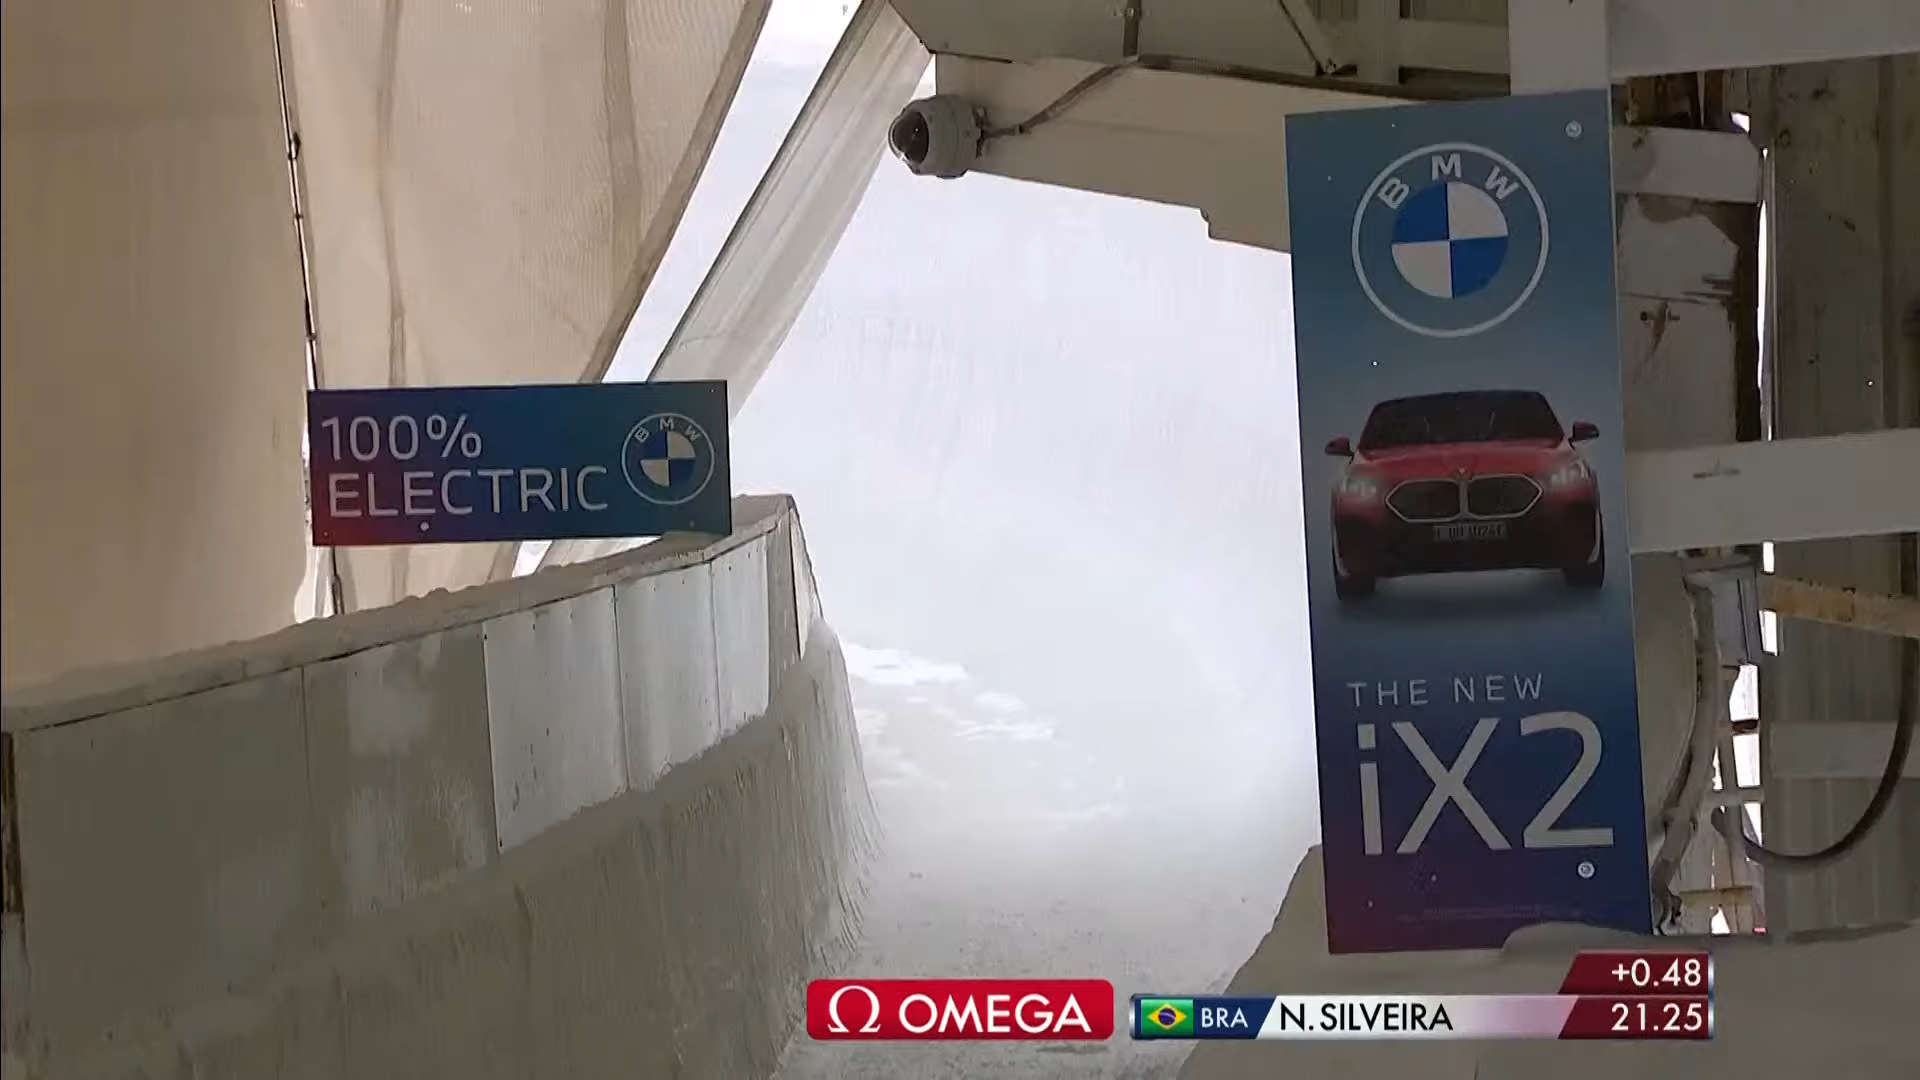 BMW
100%
ELECTRIC
BMW
THE NEW
iX2
Ω OMEGA
BRA N. SILVEIRA
+0.48
21.25